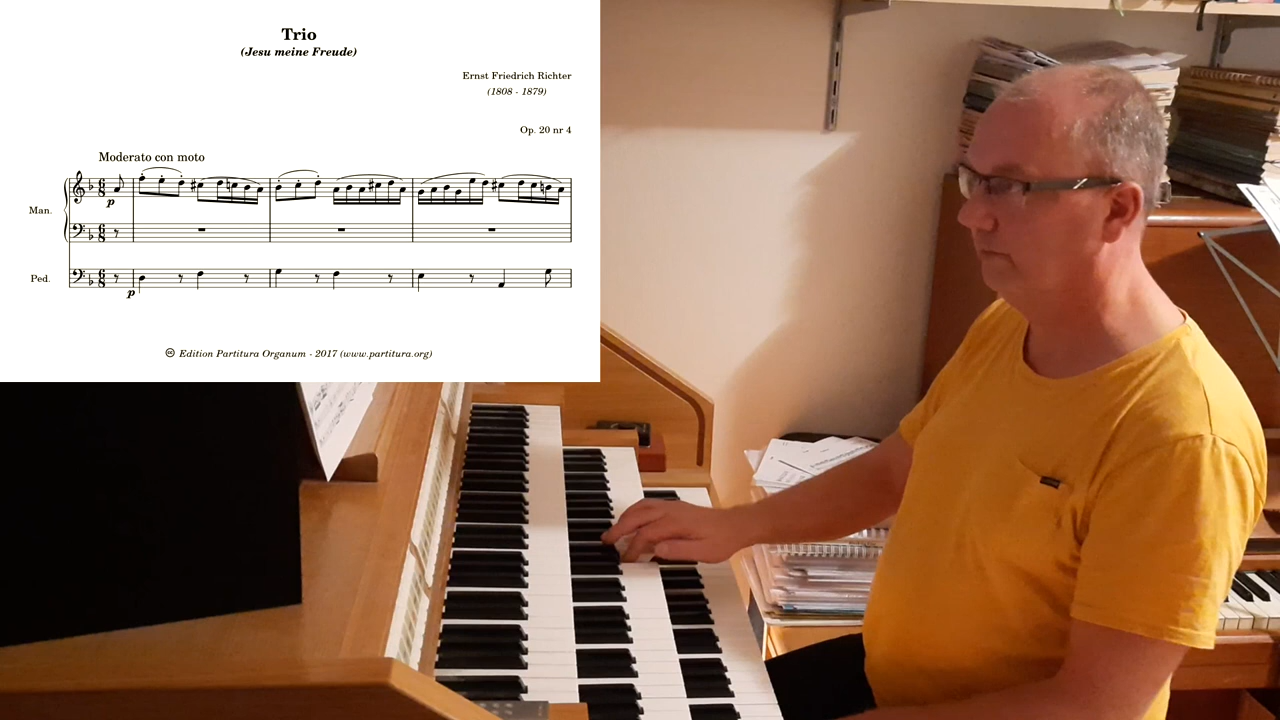 Trio
(Jesu meine Freude)
Ernst Friedrich Richter
(1808 - 1879)
Op. 20 nr 4
Moderato con moto
p
Man.
Ped.
p
Edition Partitura Organum - 2017 (www.partitura.org)